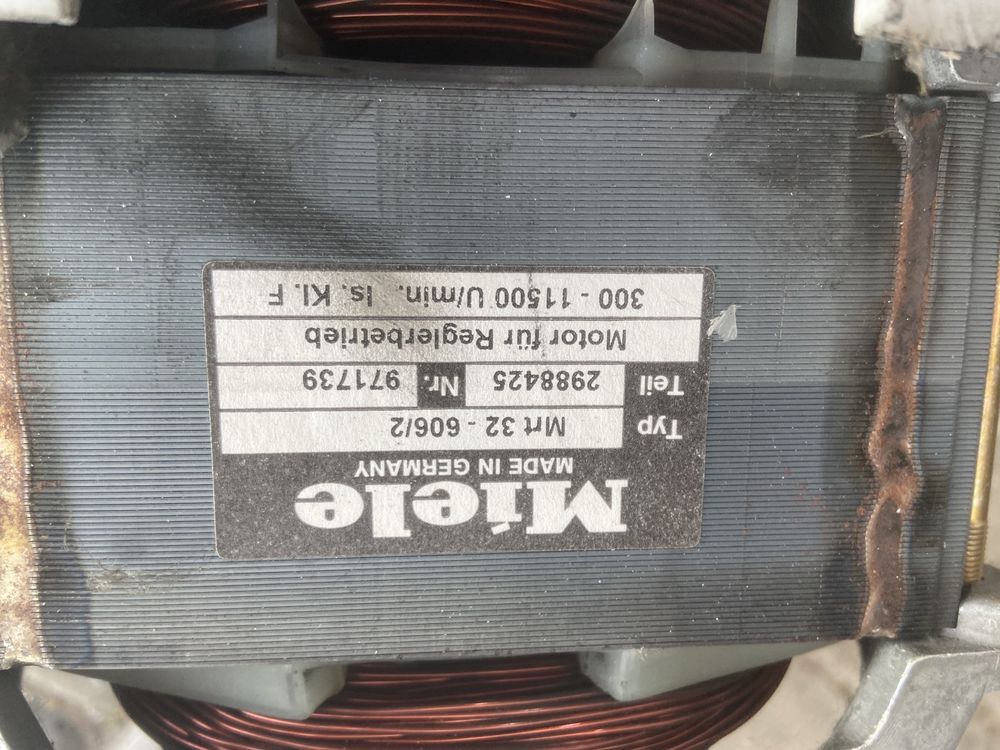 Miele
MADE IN GERMANY
Typ Mrt 32 - 606/2
Teil 2988425 Nr. 971739
Motor für Reglerbetrieb
300 - 11500 U/min. Is. Kl. F